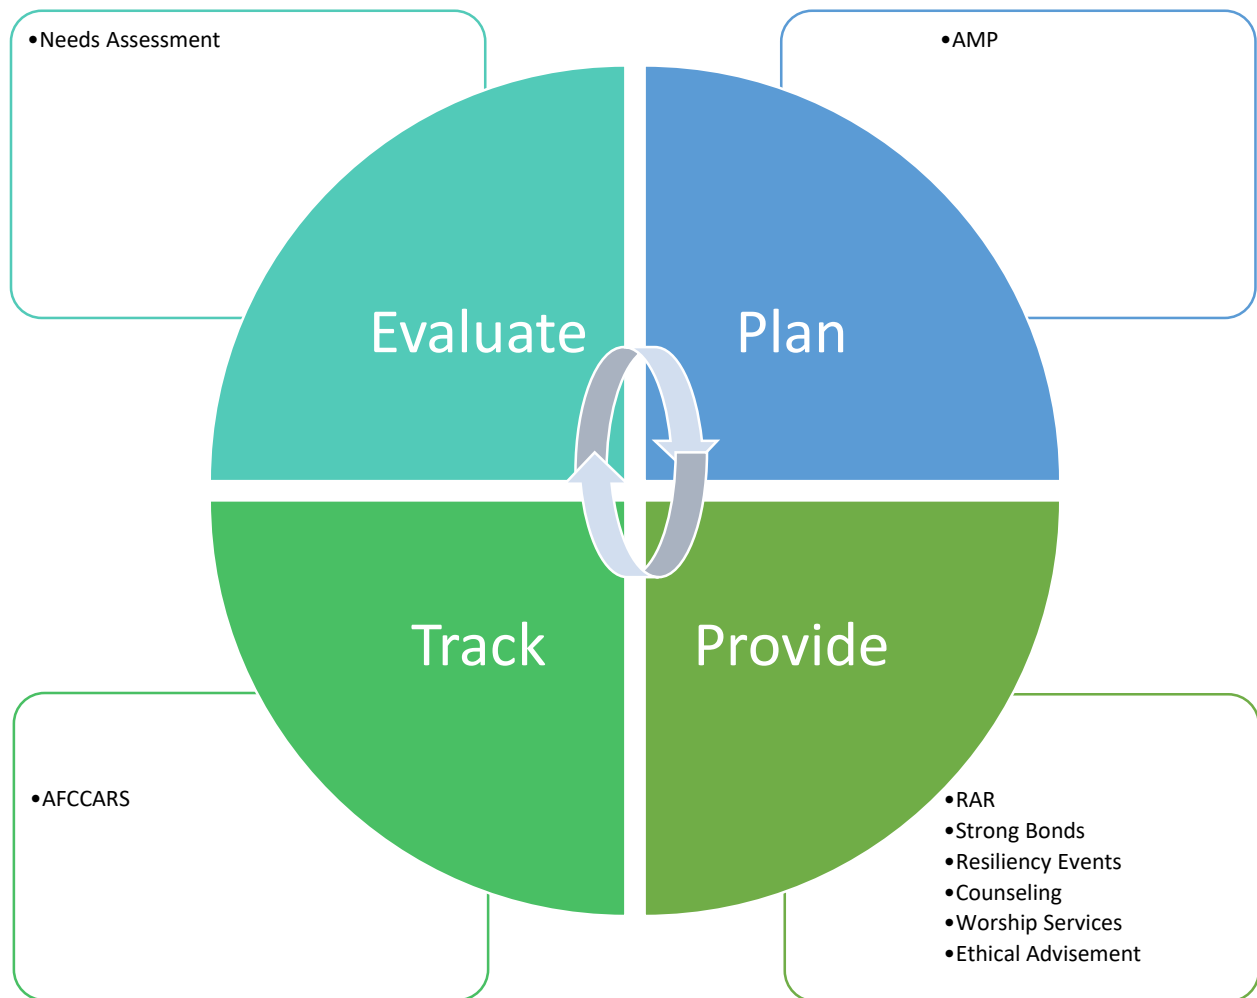 •Needs Assessment
•AMP
Evaluate
Plan
Track
Provide
•AFCCARS
•RAR
•Strong Bonds
•Resiliency Events
•Counseling
•Worship Services
•Ethical Advisement